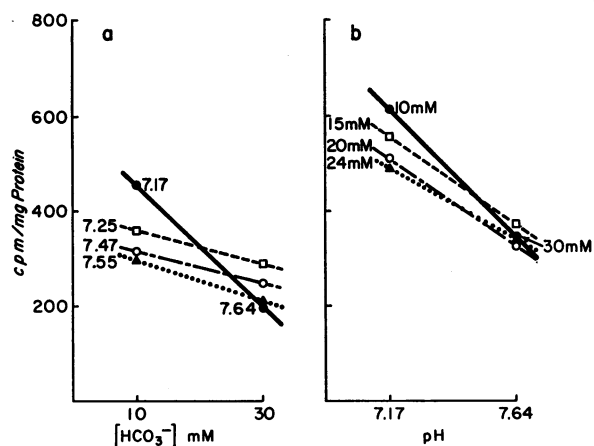 a
800
600
400
200
cpm/mg Protein
7.17
7.25
7.47
7.55
7.64
10 30
[HCO₃⁻] mM
b
10mM
15mM
20mM
24mM
30mM
7.17 7.64
pH